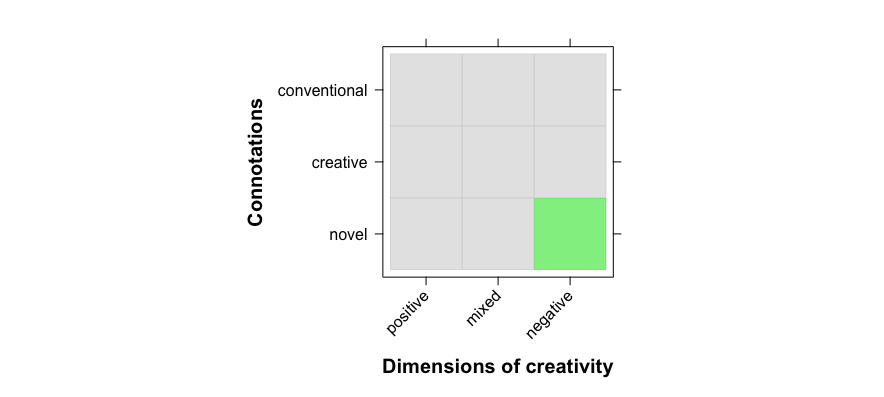 Connotations
conventional
creative
novel
positive
mixed
negative
Dimensions of creativity